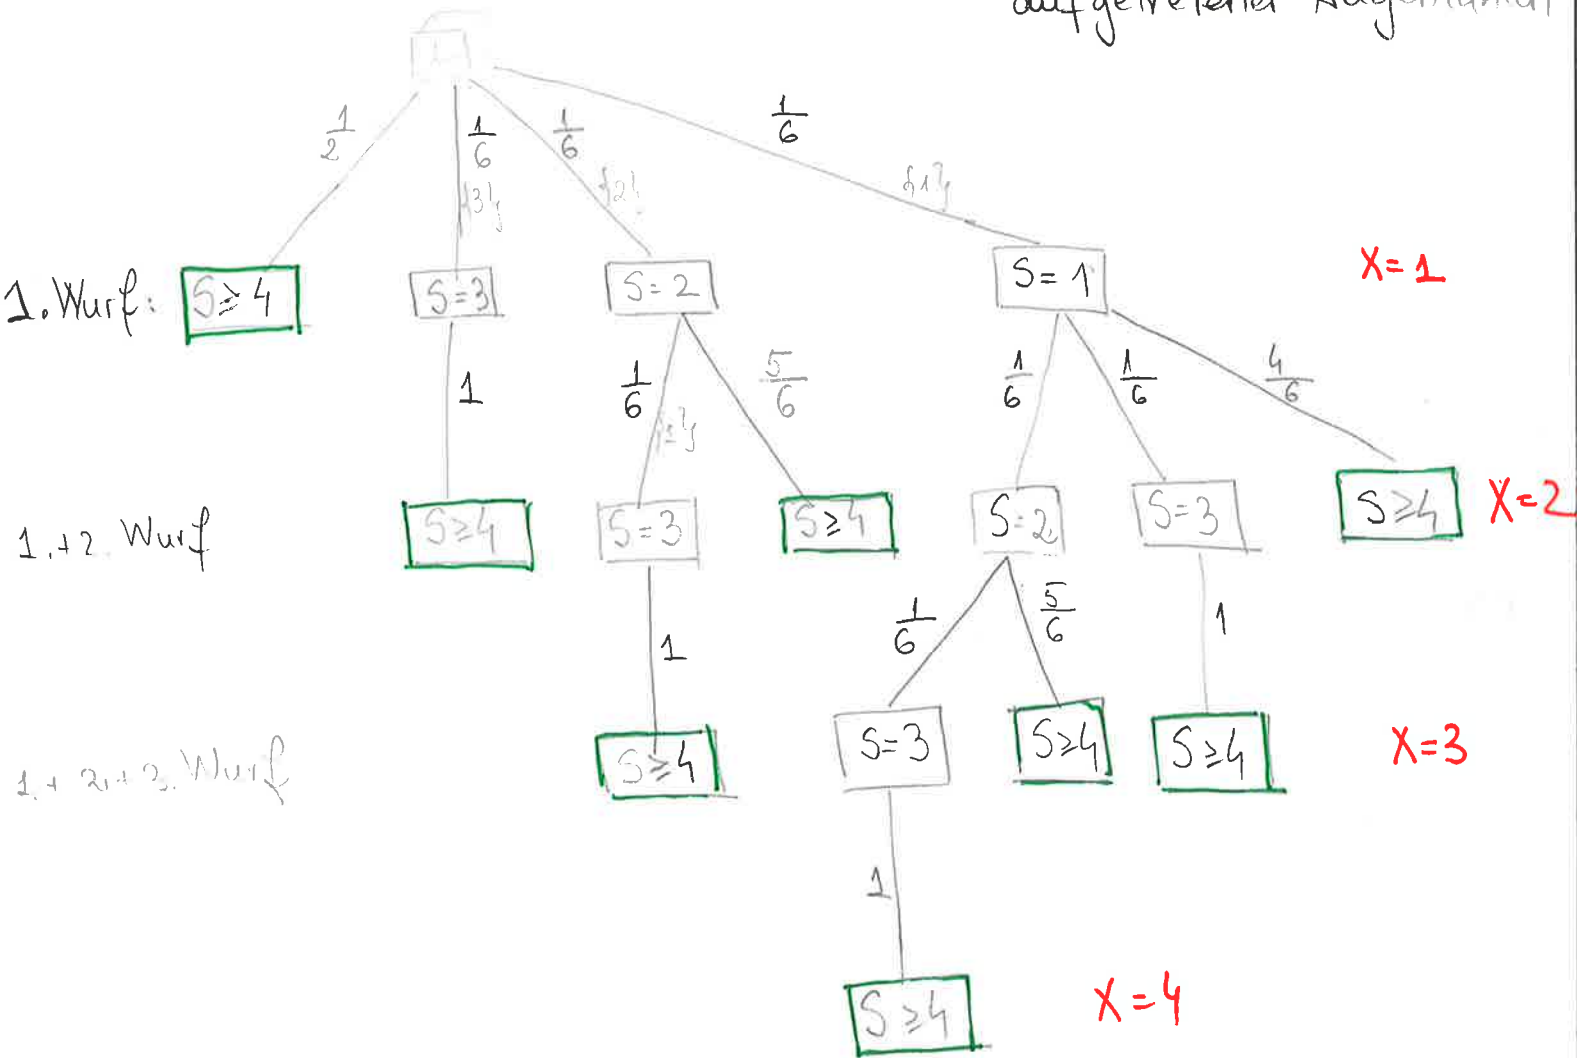 aufgetretener
1/2 1/6 1/6 1/6
{3} {2} {1}
1. Wurf: S≥4 S=3 S=2 S=1 X=1
1 1/6 5/6 1/6 1/6 4/6
1.+2. Wurf S≥4 S=3 S≥4 S=2 S=3 S≥4 X=2
1 1/6 5/6 1
1.+2.+3. Wurf S≥4 S=3 S≥4 S≥4 X=3
1
S≥4 X=4